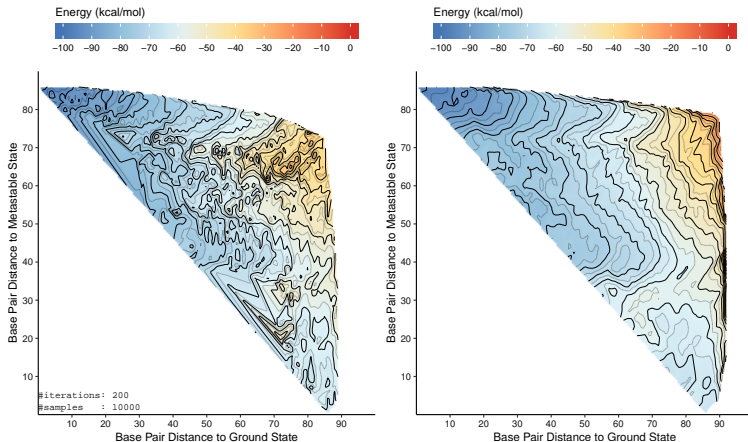 Energy (kcal/mol)
−100 −80 −70 −60 −50 −40 −30 −20 −10 0
Base Pair Distance to Metastable State
80
70
60
50
40
30
20
10
#iterations: 200
#samples : 10000
10 20 30 40 50 60 70 80 90
Base Pair Distance to Ground State
Energy (kcal/mol)
−100 −80 −70 −60 −50 −40 −30 −20 −10 0
Base Pair Distance to Metastable State
80
70
60
50
40
30
20
10
10 20 30 40 50 60 70 80 90
Base Pair Distance to Ground State